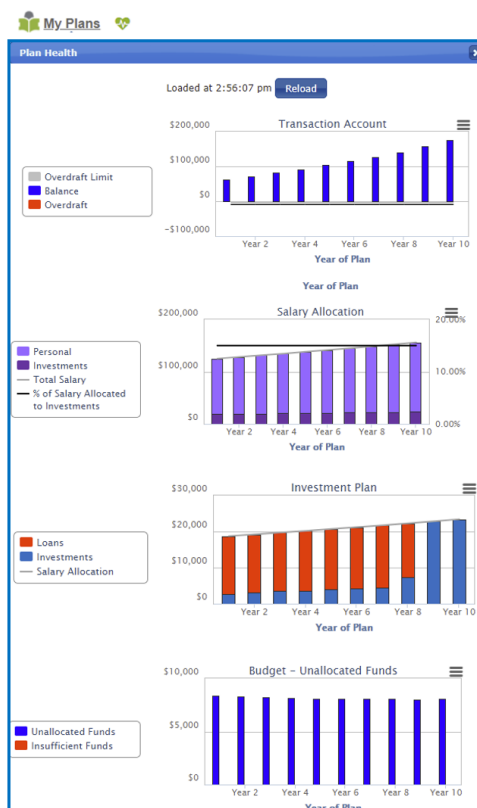 My Plans
Plan Health
Loaded at 2:56:07 pm Reload
Transaction Account
$200,000
$100,000
$0
-$100,000
Overdraft Limit
Balance
Overdraft
Year 2 Year 4 Year 6 Year 8 Year 10
Year of Plan
Year of Plan
Salary Allocation
$200,000
$100,000
$0
20.00%
10.00%
0.00%
Personal
Investments
Total Salary
% of Salary Allocated
to Investments
Year 2 Year 4 Year 6 Year 8 Year 10
Year of Plan
Investment Plan
$30,000
$20,000
$10,000
$0
Loans
Investments
Salary Allocation
Year 2 Year 4 Year 6 Year 8 Year 10
Year of Plan
Budget - Unallocated Funds
$10,000
$5,000
$0
Unallocated Funds
Insufficient Funds
Year 2 Year 4 Year 6 Year 8 Year 10
Year of Plan